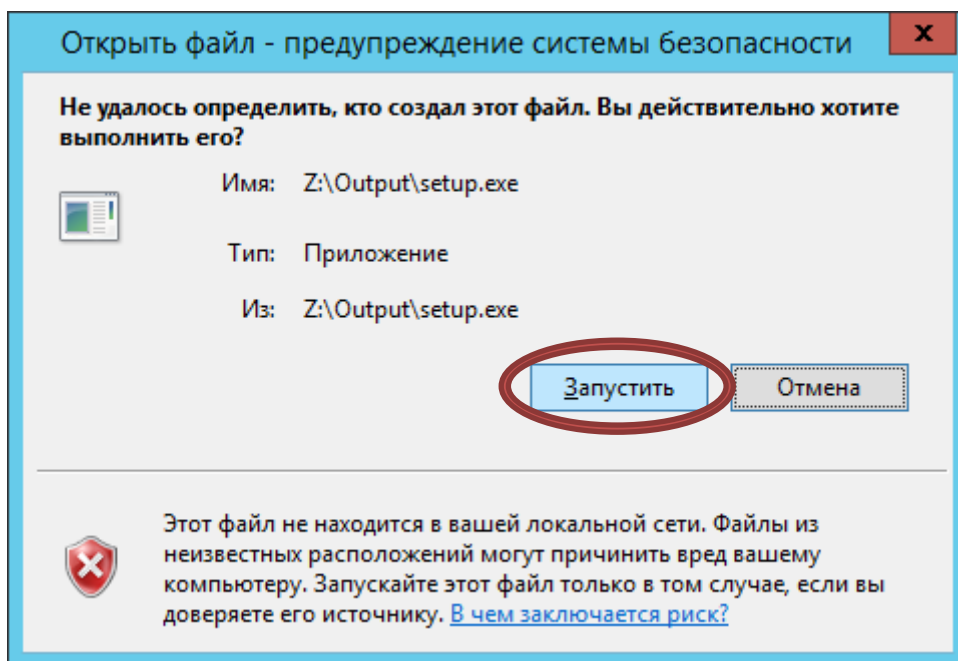 Открыть файл - предупреждение системы безопасности
Не удалось определить, кто создал этот файл. Вы действительно хотите
выполнить его?
Имя: Z:\Output\setup.exe
Тип: Приложение
Из: Z:\Output\setup.exe
Запустить Отмена
Этот файл не находится в вашей локальной сети. Файлы из
неизвестных расположений могут причинить вред вашему
компьютеру. Запускайте этот файл только в том случае, если вы
доверяете его источнику. В чем заключается риск?